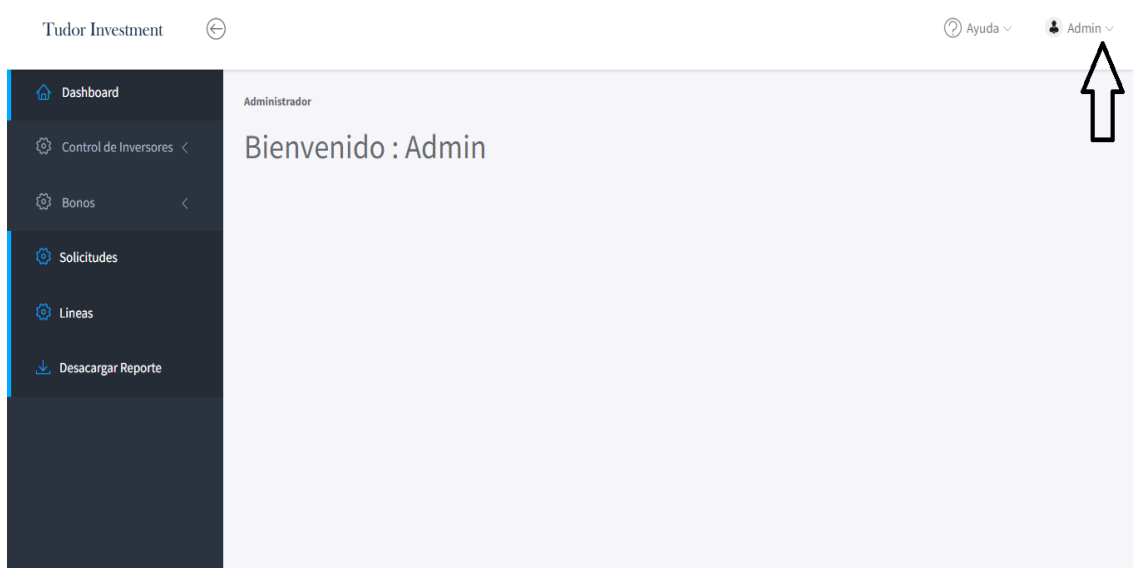 Tudor Investment
Ayuda
Admin
Dashboard
Control de Inversores
Bonos
Solicitudes
Lineas
Desacargar Reporte
Administrador
Bienvenido : Admin